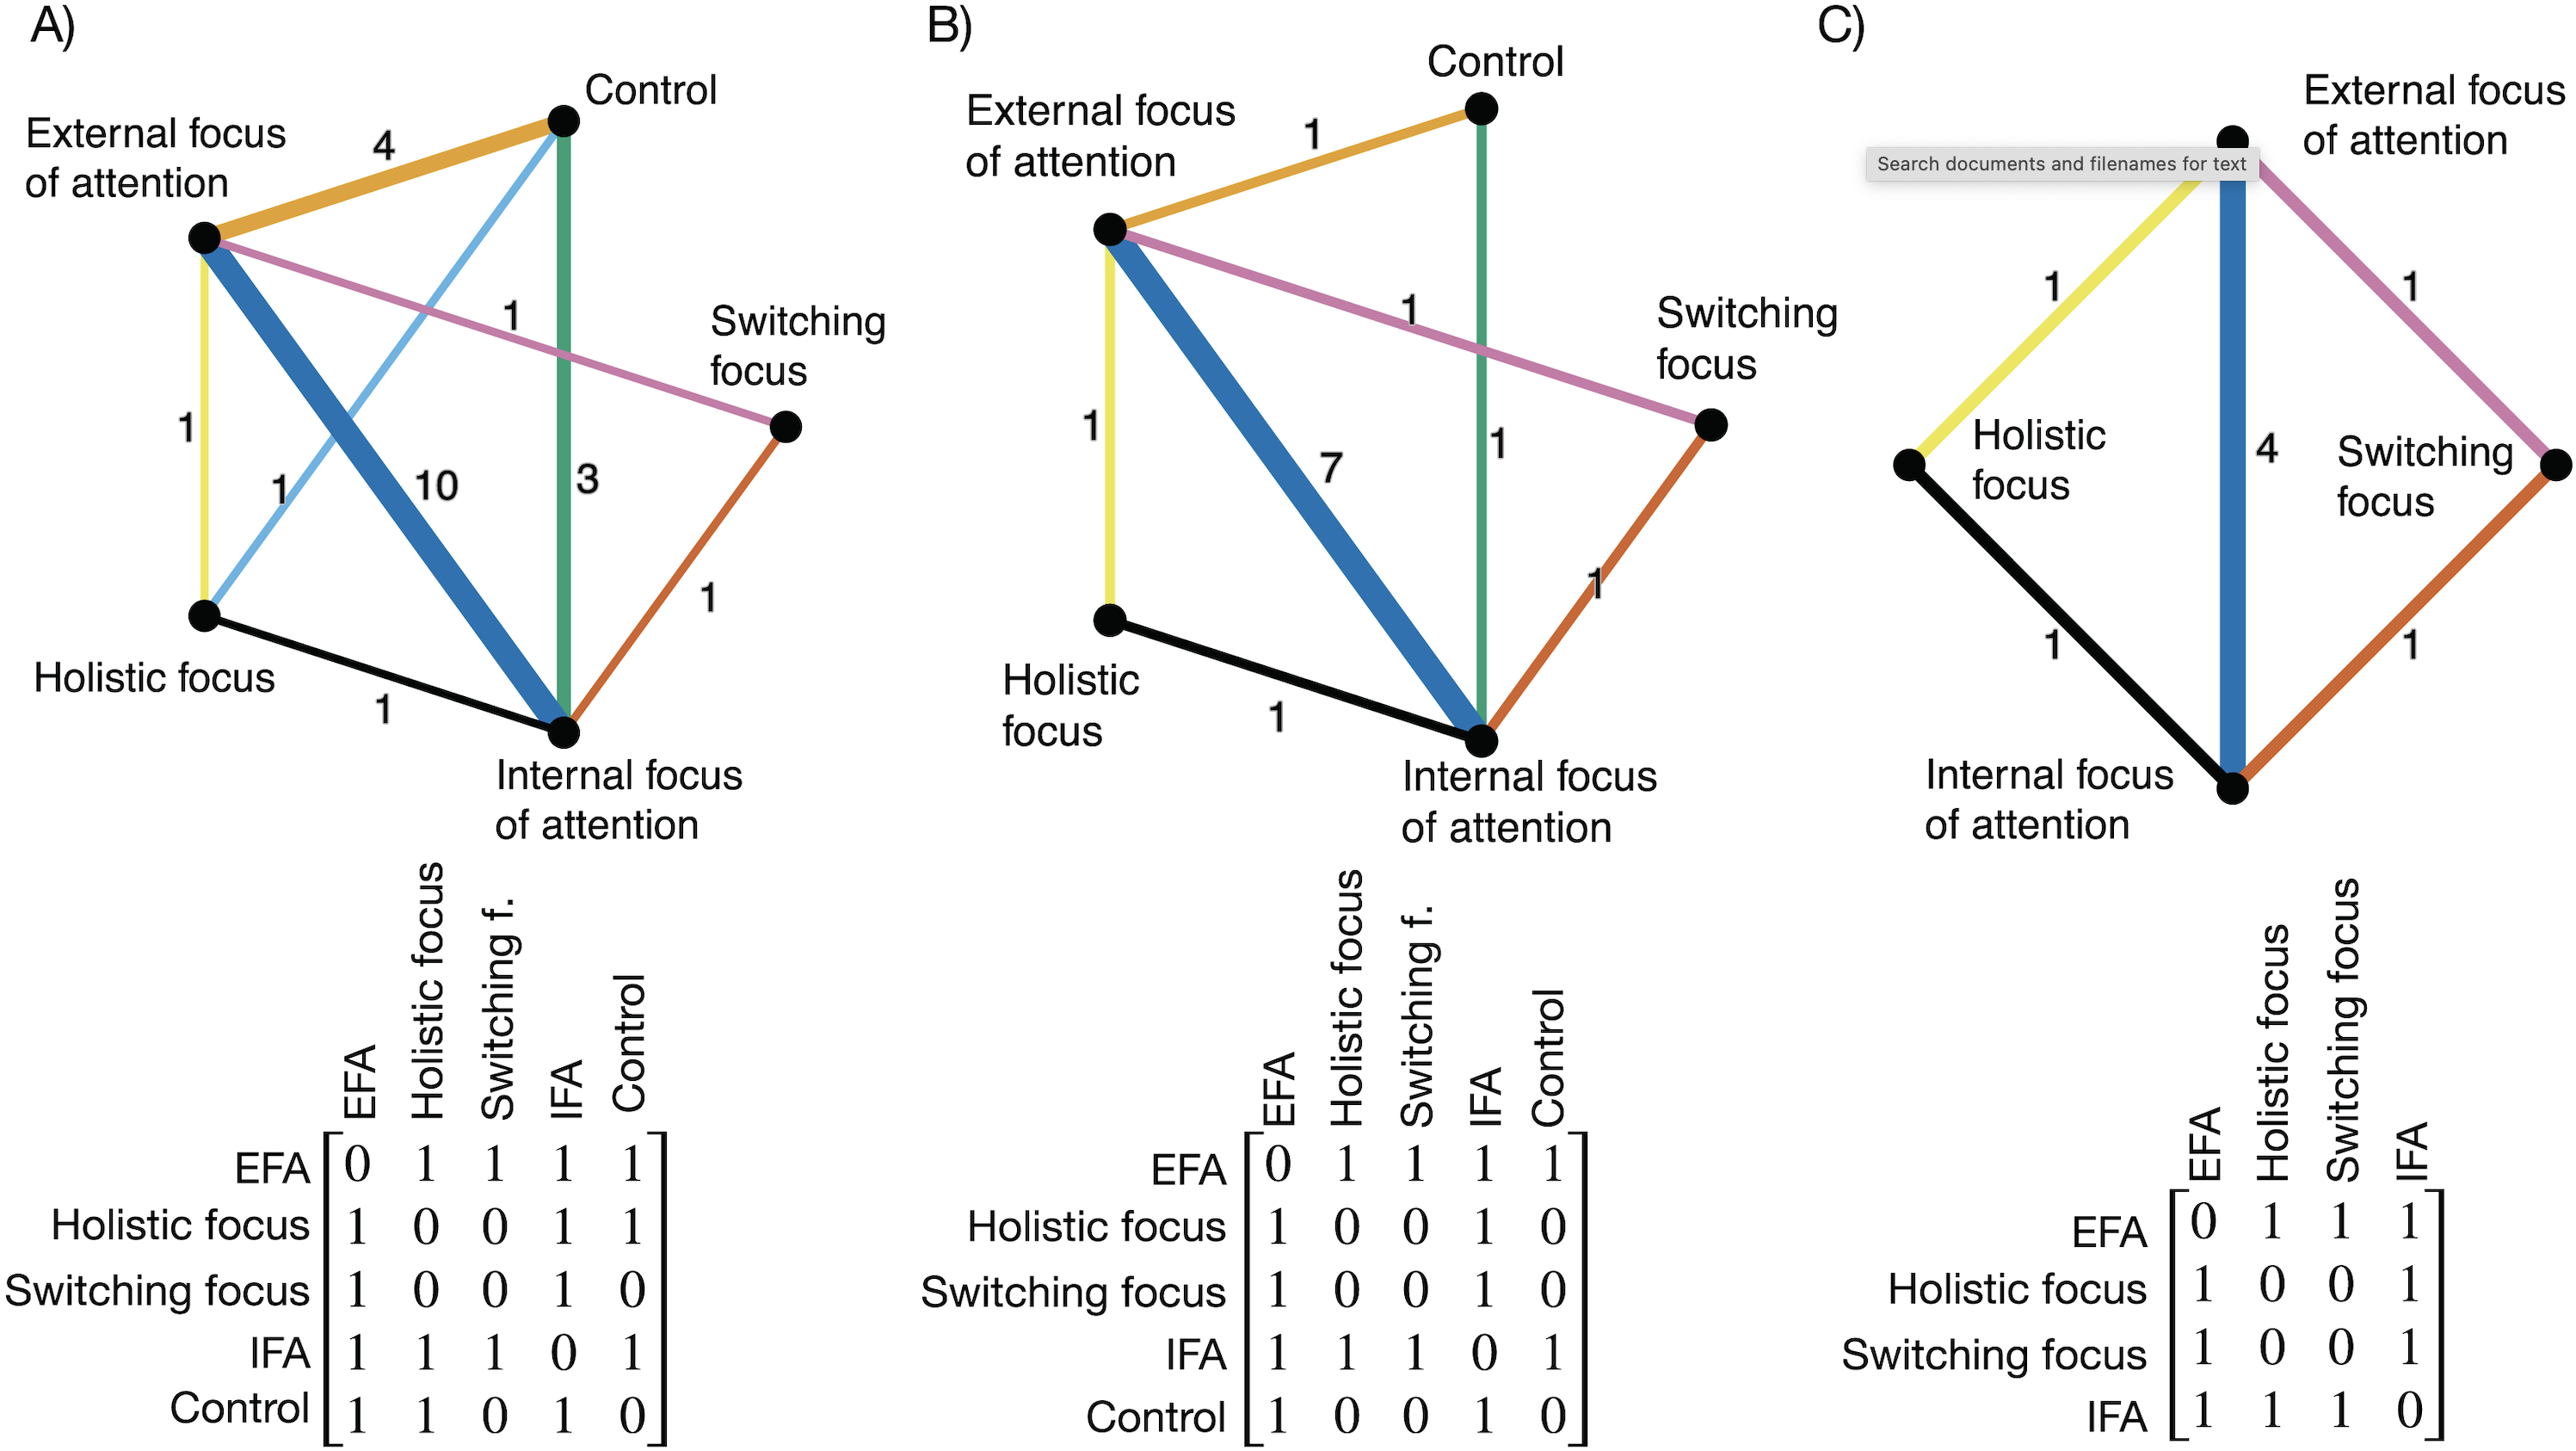 A)
Control
External focus
of attention
4
1
Switching
focus
1
1
10
3
1
Holistic focus
1
Internal focus
of attention
EFA
Holistic focus
Switching f.
IFA
Control
EFA 0 1 1 1 1
Holistic focus 1 0 0 1 1
Switching focus 1 0 0 1 0
IFA 1 1 1 0 1
Control 1 1 0 1 0
B)
Control
External focus
of attention
1
1
Switching
focus
1
7
1
1
Holistic
focus
1
Internal focus
of attention
EFA
Holistic focus
Switching f.
IFA
Control
EFA 0 1 1 1 1
Holistic focus 1 0 0 1 0
Switching focus 1 0 0 1 0
IFA 1 1 1 0 1
Control 1 0 0 1 0
C)
External focus
of attention
Search documents and filenames for text
1
1
Holistic
focus
4
Switching
focus
1
1
Internal focus
of attention
EFA
Holistic focus
Switching focus
IFA
EFA 0 1 1 1
Holistic focus 1 0 0 1
Switching focus 1 0 0 1
IFA 1 1 1 0